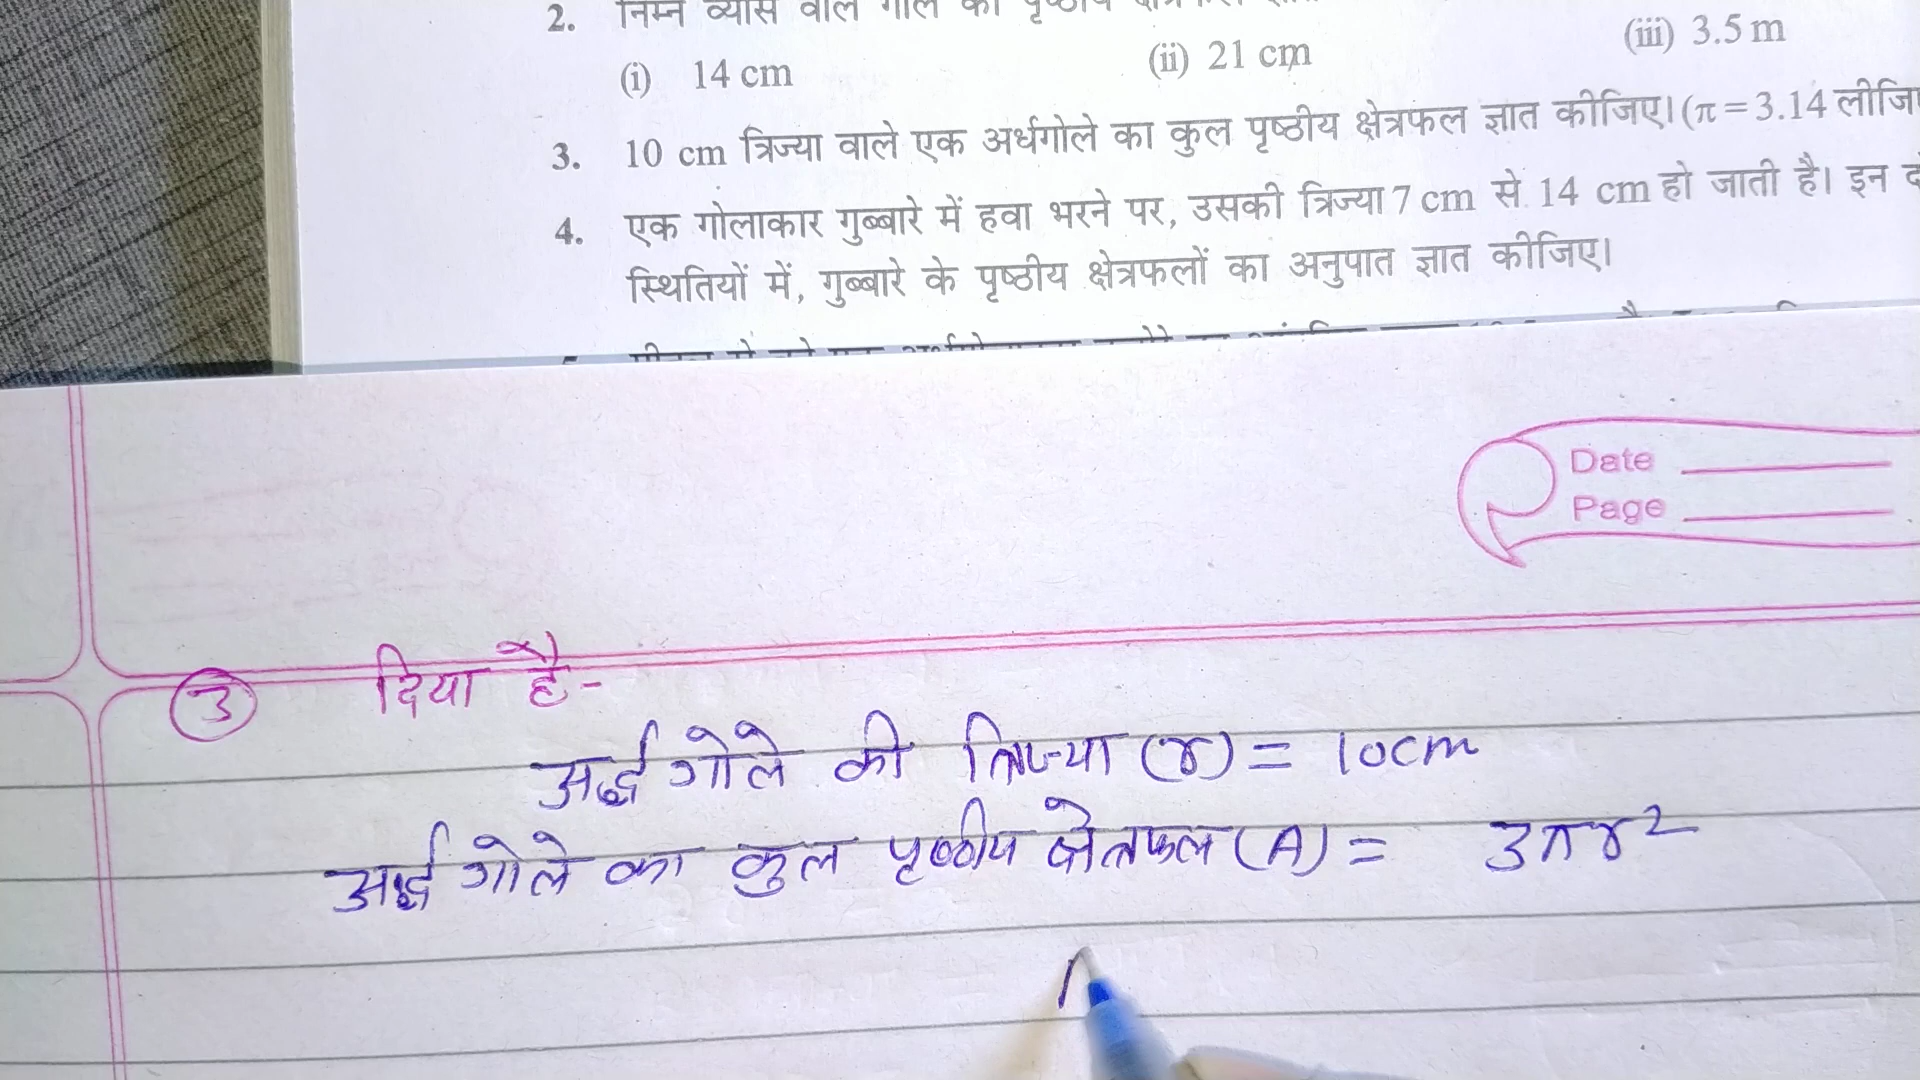 2. निम्न व्यास वाले गोले का पृष्ठीय क्षेत्रफल
(i) 14 cm (ii) 21 cm (iii) 3.5 m
3. 10 cm त्रिज्या वाले एक अर्धगोले का कुल पृष्ठीय क्षेत्रफल ज्ञात कीजिए। (π = 3.14 लीजि
4. एक गोलाकार गुब्बारे में हवा भरने पर, उसकी त्रिज्या 7 cm से 14 cm हो जाती है। इन
स्थितियों में, गुब्बारे के पृष्ठीय क्षेत्रफलों का अनुपात ज्ञात कीजिए।
Date
Page
3 दिया है-
अर्द्ध गोले की त्रिज्या (r) = 10cm
अर्द्ध गोले का कुल पृष्ठीय क्षेत्रफल (A) = 3πr²